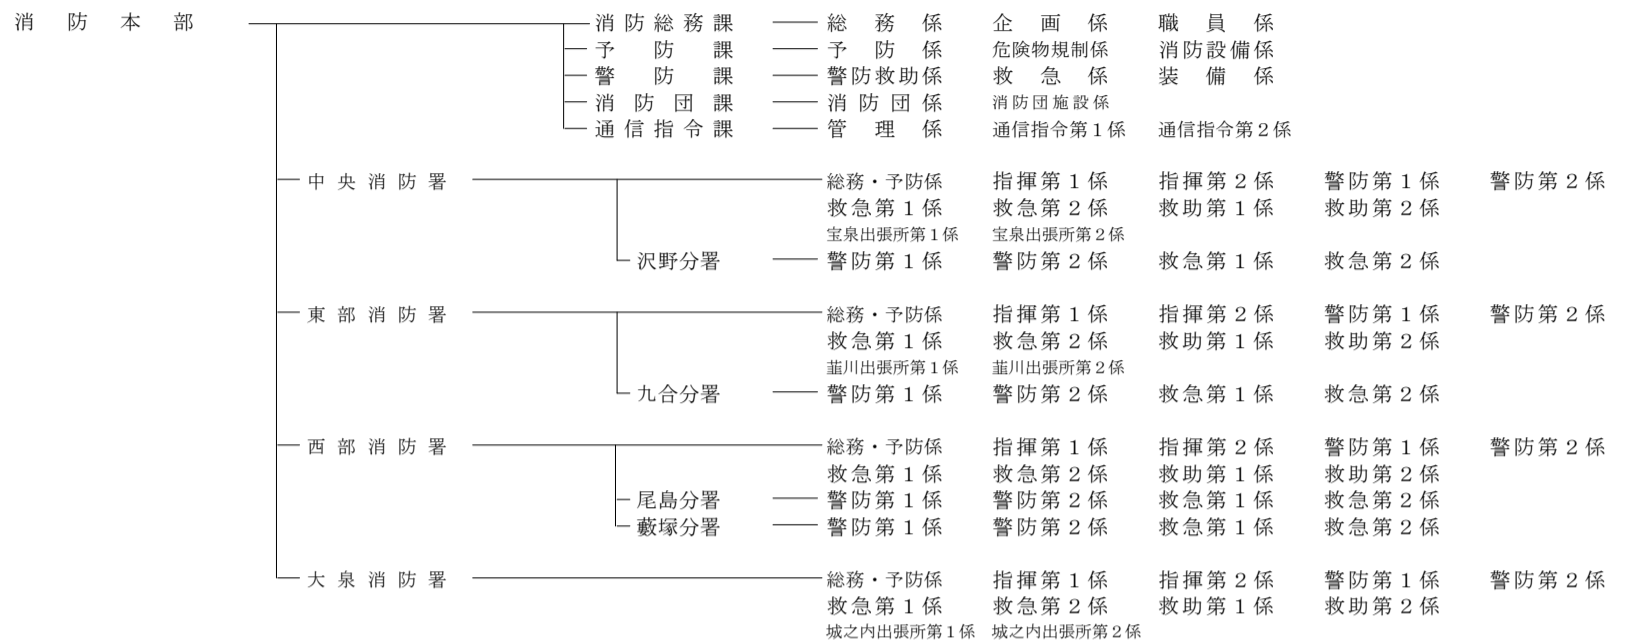 消防本部 消防総務課 総務係 企画係 職員係
予防課 予防係 危険物規制係 消防設備係
警防課 警防救助係 救急係 装備係
消防団課 消防団係 消防団施設係
通信指令課 管理係 通信指令第1係 通信指令第2係
中央消防署 総務・予防係 指揮第1係 指揮第2係 警防第1係 警防第2係
救急第1係 救急第2係 救助第1係 救助第2係
宝泉出張所第1係 宝泉出張所第2係
沢野分署 警防第1係 警防第2係 救急第1係 救急第2係
東部消防署 総務・予防係 指揮第1係 指揮第2係 警防第1係 警防第2係
救急第1係 救急第2係 救助第1係 救助第2係
韮川出張所第1係 韮川出張所第2係
九合分署 警防第1係 警防第2係 救急第1係 救急第2係
西部消防署 総務・予防係 指揮第1係 指揮第2係 警防第1係 警防第2係
救急第1係 救急第2係 救助第1係 救助第2係
尾島分署 警防第1係 警防第2係 救急第1係 救急第2係
藪塚分署 警防第1係 警防第2係 救急第1係 救急第2係
大泉消防署 総務・予防係 指揮第1係 指揮第2係 警防第1係 警防第2係
救急第1係 救急第2係 救助第1係 救助第2係
城之内出張所第1係 城之内出張所第2係